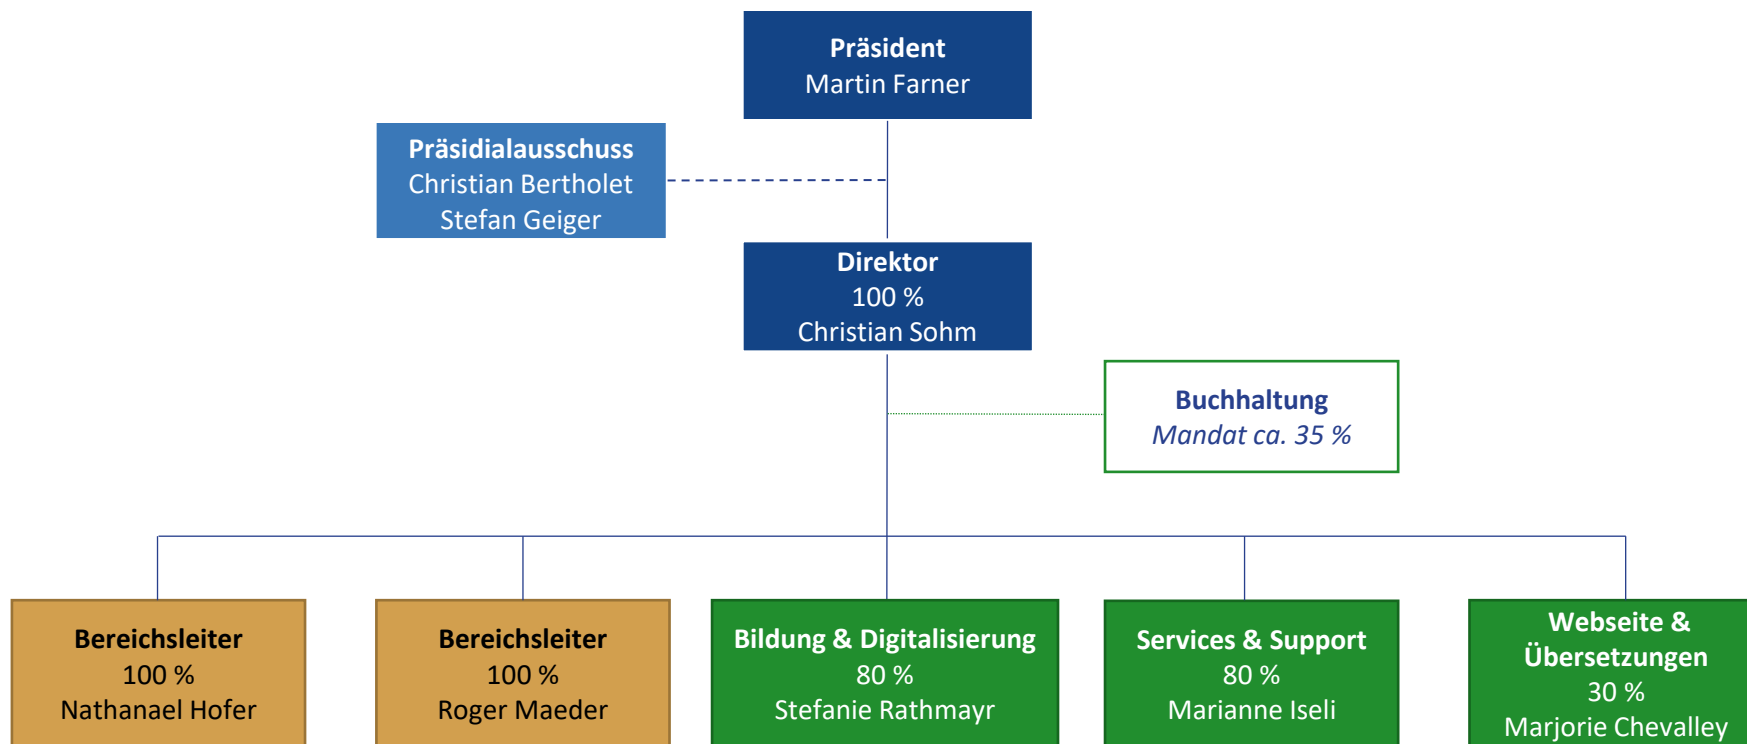 Präsident
Martin Farner
Präsidialausschuss
Christian Bertholet
Stefan Geiger
Direktor
100 %
Christian Sohm
Buchhaltung
Mandat ca. 35 %
Bereichsleiter
100 %
Nathanael Hofer
Bereichsleiter
100 %
Roger Maeder
Bildung & Digitalisierung
80 %
Stefanie Rathmayr
Services & Support
80 %
Marianne Iseli
Webseite &
Übersetzungen
30 %
Marjorie Chevalley